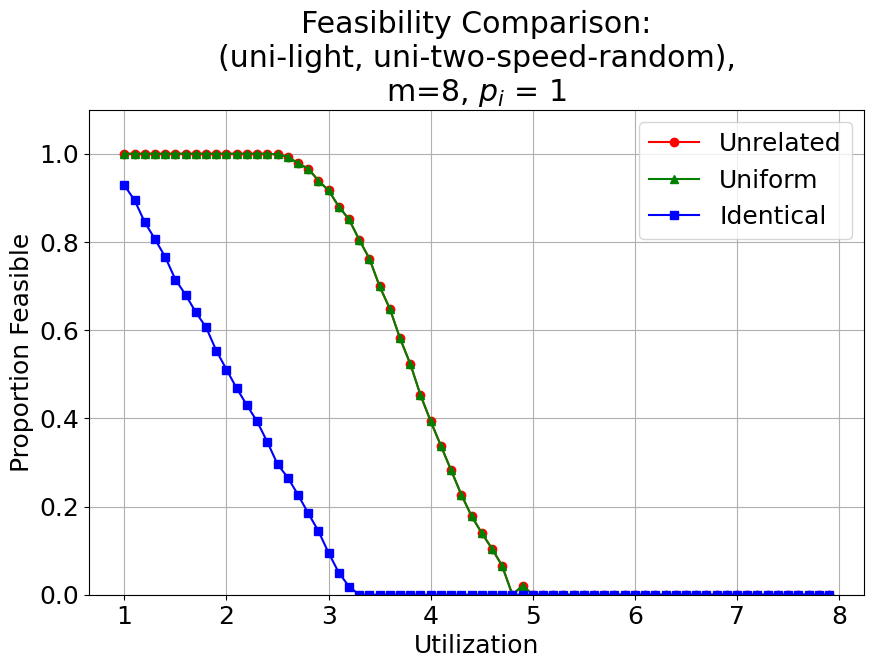 Feasibility Comparison:
(uni-light, uni-two-speed-random),
m=8, pᵢ = 1
Unrelated
Uniform
Identical
Proportion Feasible
1.0
0.8
0.6
0.4
0.2
0.0
1 2 3 4 5 6 7 8
Utilization